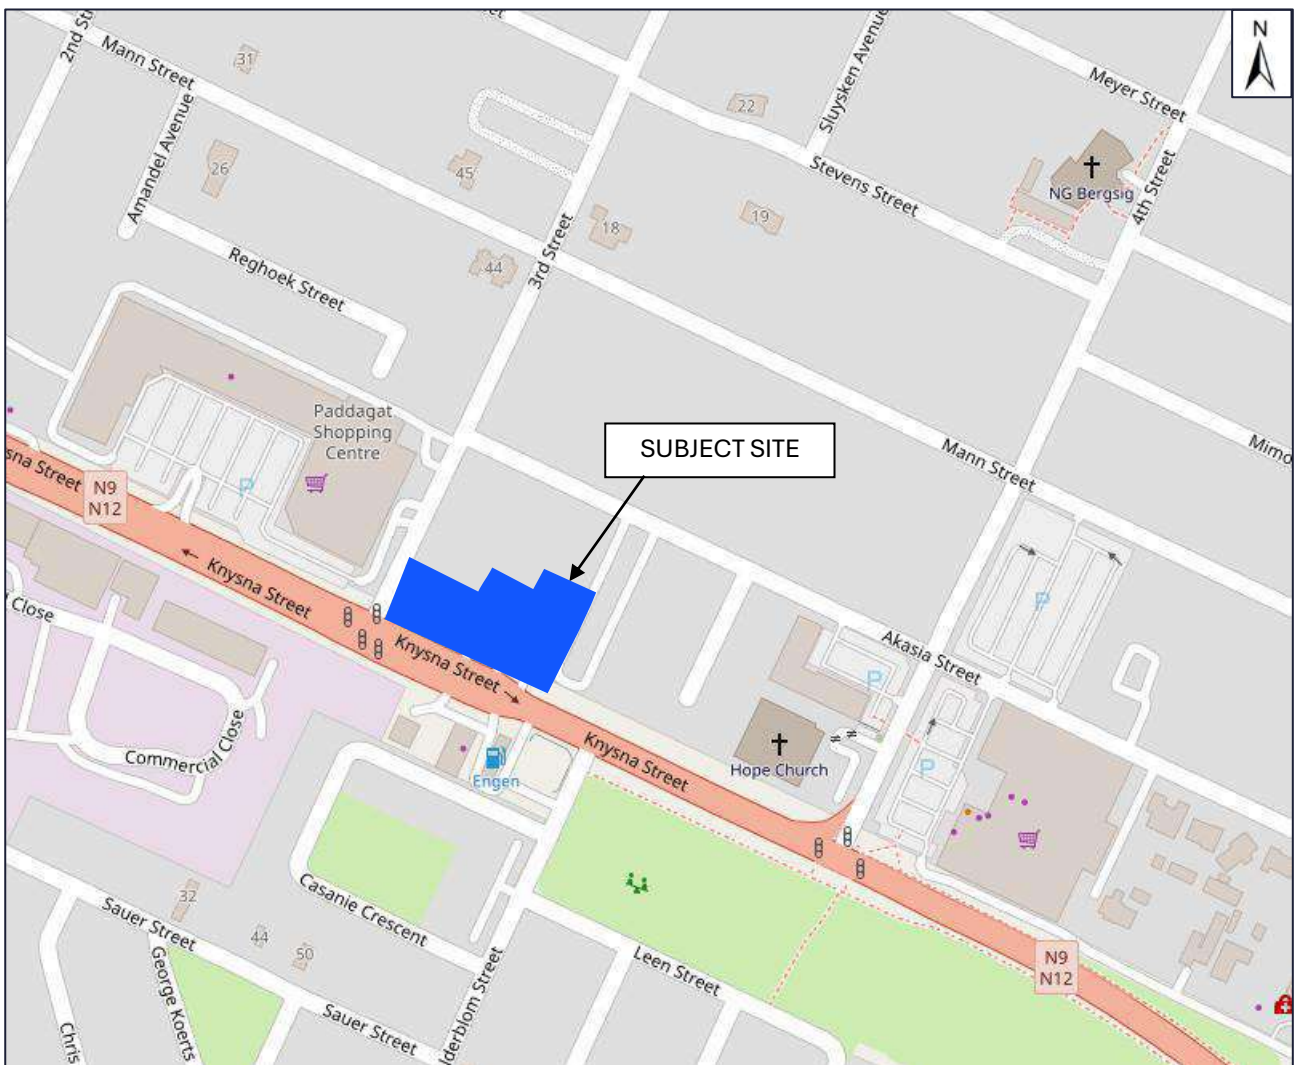 N
2nd St
Mann Street
31
Meyer Street
Sluysken Avenue
22
Amandel Avenue
26
45
Stevens Street
NG Bergsig
4th Street
18
19
3rd Street
44
Reghoek Street
Paddagat
Shopping
Centre
SUBJECT SITE
Mann Street
Mimo
sna Street
N9
N12
P
P
Knysna Street
Close
Knysna Street
Akasia Street
P
Commercial Close
Knysna Street
Hope Church
P
Engen
32
Casanie Crescent
Sauer Street
44
50
Leen Street
N9
N12
George Koerts
Sauer Street
lderblom Street
Chris